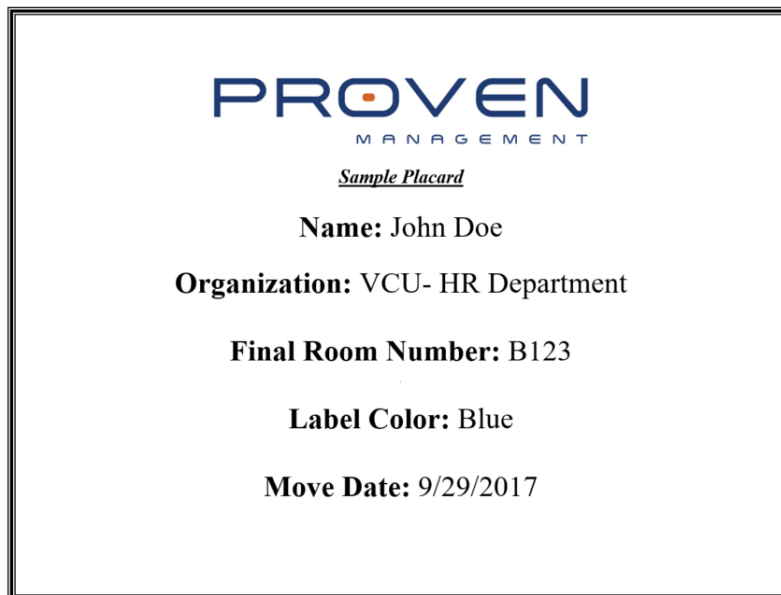 PROVEN
MANAGEMENT
Sample Placard
Name: John Doe
Organization: VCU- HR Department
Final Room Number: B123
Label Color: Blue
Move Date: 9/29/2017